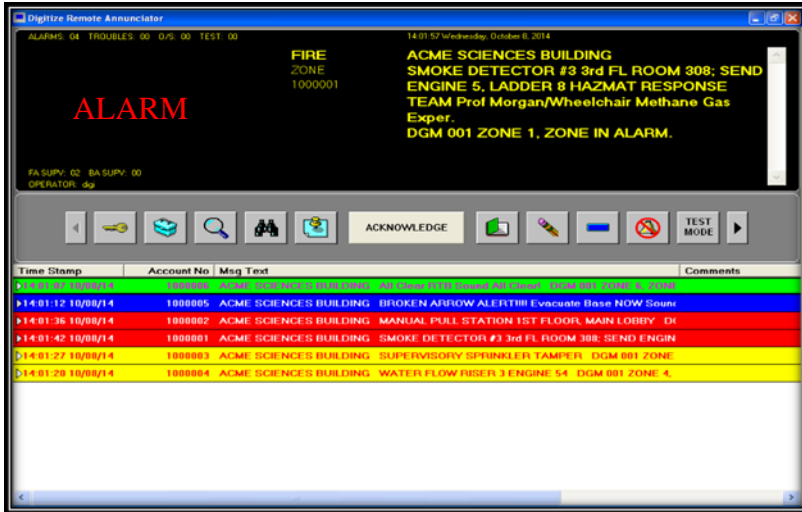 Digitize Remote Annunciator
ALARMS: 04 TROUBLES: 00 O/S: 00 TEST: 00
14:01:57 Wednesday, October 8, 2014
FIRE
ZONE
1000001
ACME SCIENCES BUILDING
SMOKE DETECTOR #3 3rd FL ROOM 308; SEND
ENGINE 5, LADDER 8 HAZMAT RESPONSE
TEAM Prof Morgan/Wheelchair Methane Gas
Exper.
DGM 001 ZONE 1, ZONE IN ALARM.
ALARM
FA SUPV: 02 BA SUPV: 00
OPERATOR: dgi
ACKNOWLEDGE
TEST
MODE
Time Stamp Account No Msg Text Comments
14:01:07 10/08/14 1000006 ACME SCIENCES BUILDING All Clear RTB Sound All Clear! DGM 001 ZONE 6, ZONE
14:01:12 10/08/14 1000005 ACME SCIENCES BUILDING BROKEN ARROW ALERT!!!! Evacuate Base NOW Soun
14:01:36 10/08/14 1000002 ACME SCIENCES BUILDING MANUAL PULL STATION 1ST FLOOR, MAIN LOBBY
14:01:42 10/08/14 1000001 ACME SCIENCES BUILDING SMOKE DETECTOR #3 3rd FL ROOM 308; SEND ENGIN
14:01:27 10/08/14 1000003 ACME SCIENCES BUILDING SUPERVISORY SPRINKLER TAMPER DGM 001 ZONE
14:01:20 10/08/14 1000004 ACME SCIENCES BUILDING WATER FLOW RISER 3 ENGINE 54 DGM 001 ZONE 4,